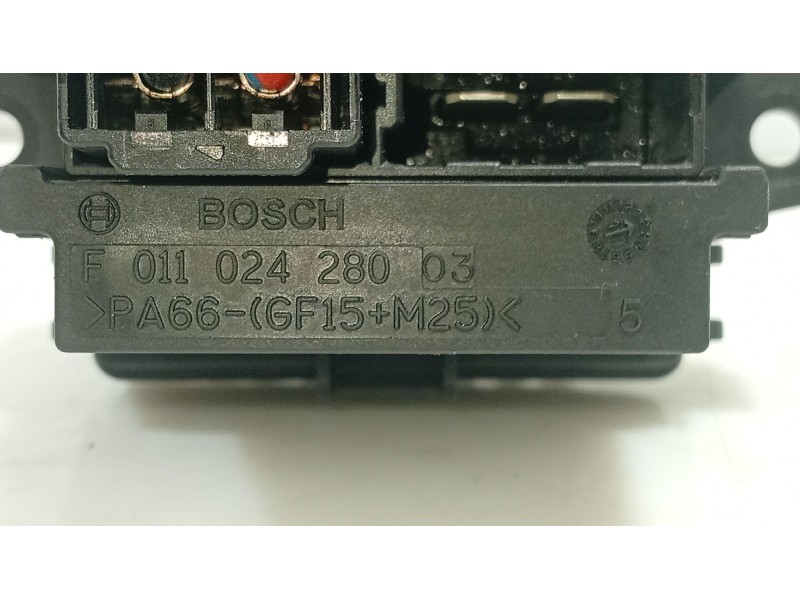 BOSCH
F 011 024 280 03
>PA66-(GF15+M25)< 5